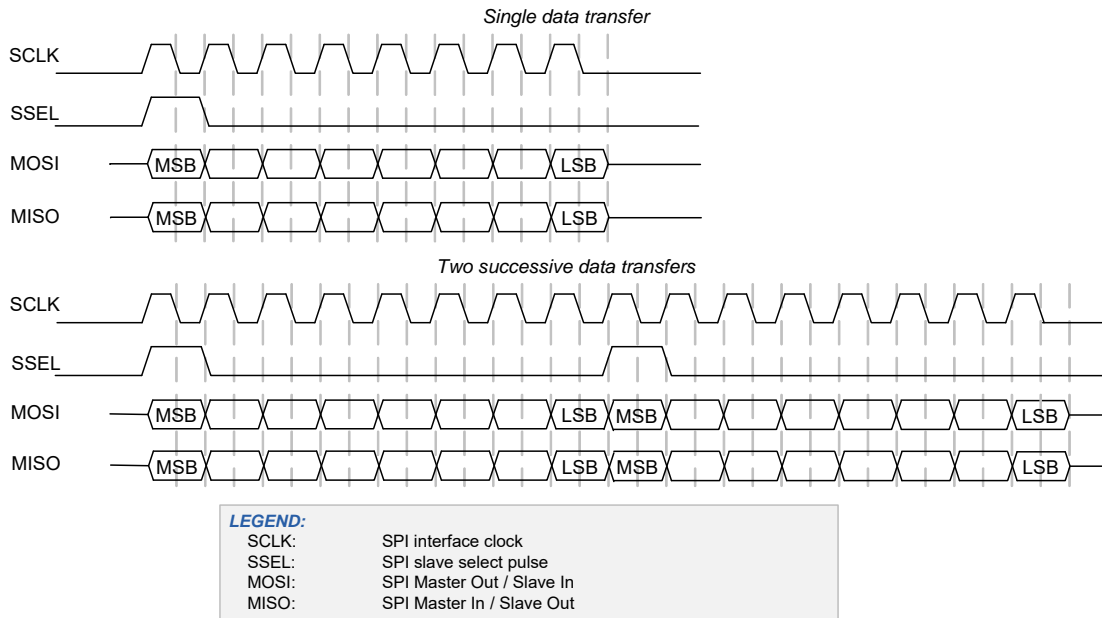 Single data transfer
SCLK
SSEL
MOSI MSB LSB
MISO MSB LSB
Two successive data transfers
SCLK
SSEL
MOSI MSB LSB MSB LSB
MISO MSB LSB MSB LSB
LEGEND:
SCLK: SPI interface clock
SSEL: SPI slave select pulse
MOSI: SPI Master Out / Slave In
MISO: SPI Master In / Slave Out